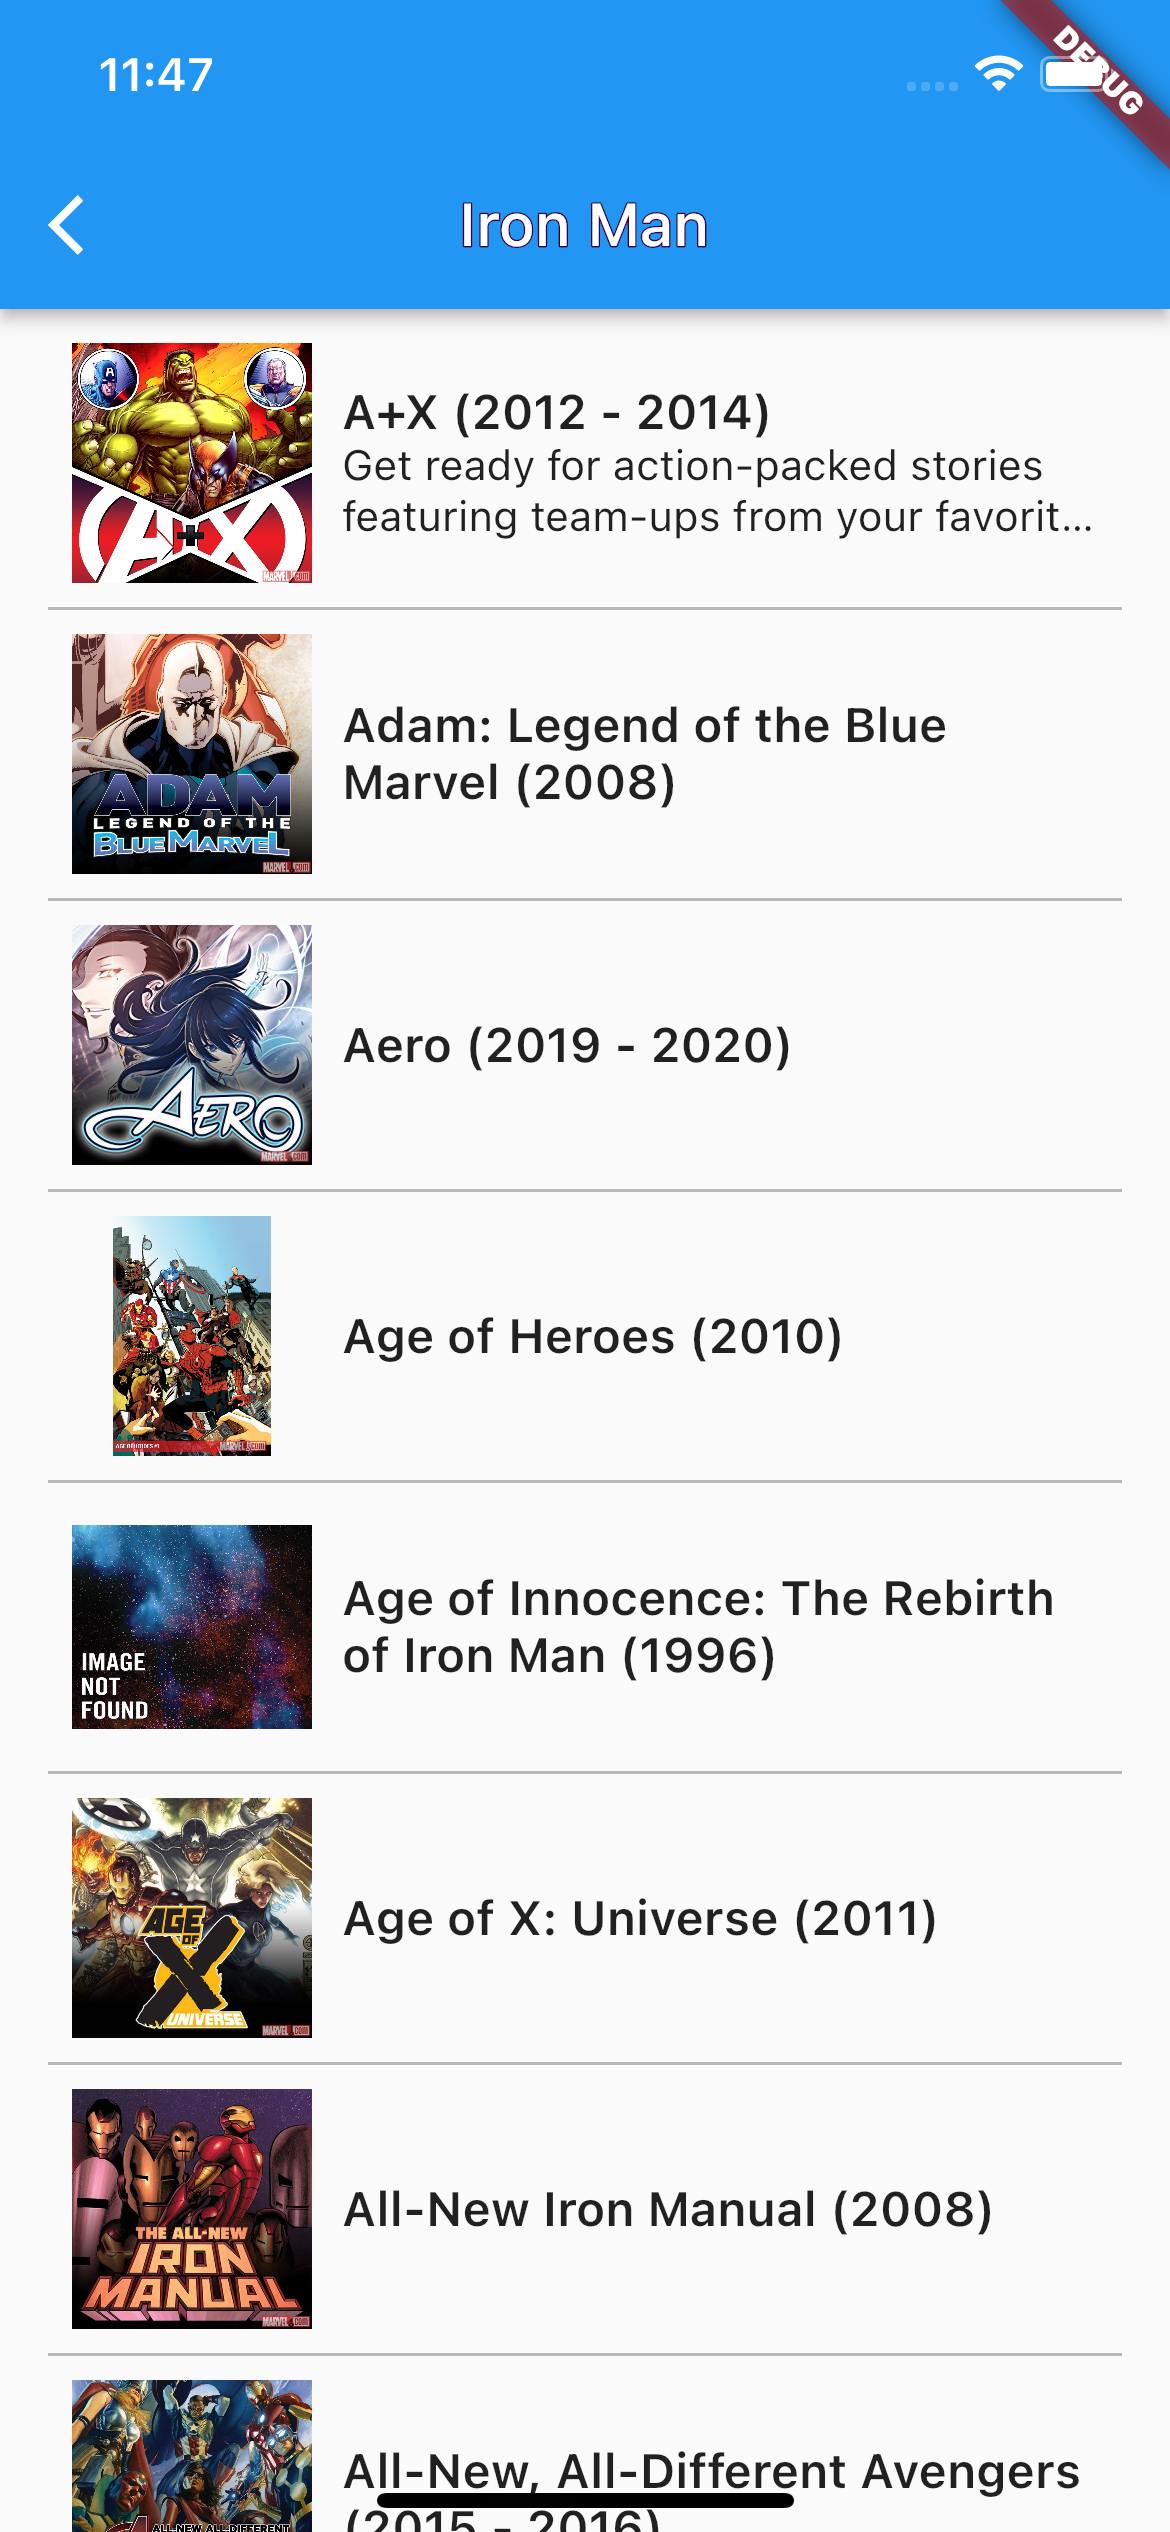 11:47
DEBUG
Iron Man
A+X
MARVEL.COM
A+X (2012 - 2014)
Get ready for action-packed stories
featuring team-ups from your favorit...
ADAM
LEGEND OF THE
BLUE MARVEL
MARVEL.COM
Adam: Legend of the Blue
Marvel (2008)
AERO
MARVEL.COM
Aero (2019 - 2020)
AGE OF HEROES #1
MARVEL.COM
Age of Heroes (2010)
IMAGE
NOT
FOUND
Age of Innocence: The Rebirth
of Iron Man (1996)
AGE
OF
X
UNIVERSE
MARVEL.COM
Age of X: Universe (2011)
THE ALL-NEW
IRON
MANUAL
MARVEL.COM
All-New Iron Manual (2008)
ALL-NEW ALL-DIFFERENT
All-New, All-Different Avengers
(2015 - 2016)